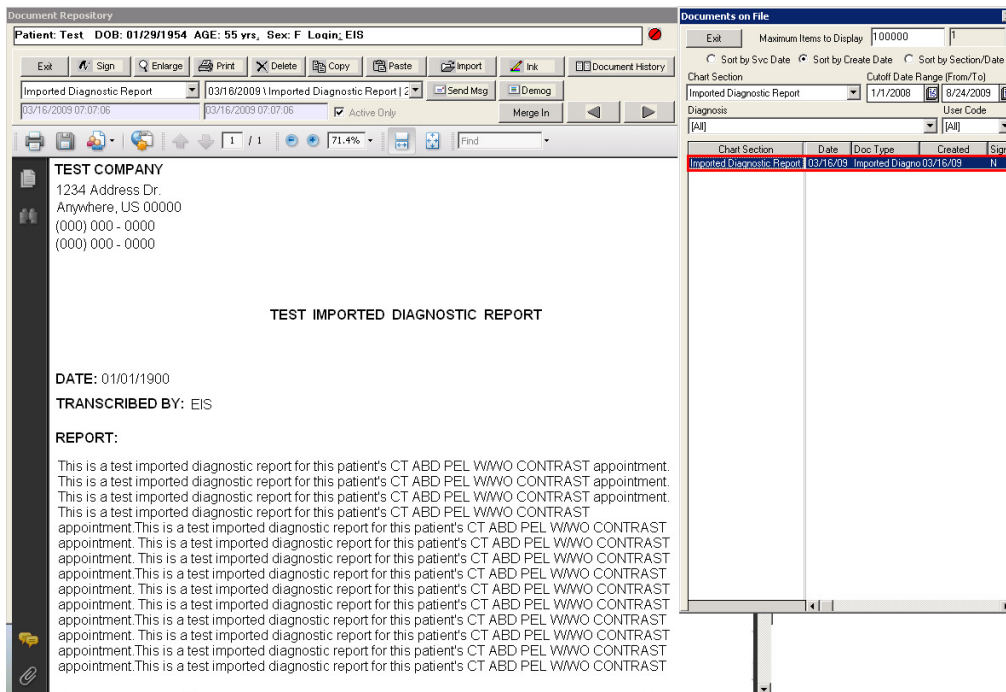 Document Repository
Patient: Test DOB: 01/29/1954 AGE: 55 yrs, Sex: F Login: EIS
Exit Sign Enlarge Print Delete Copy Paste Import Ink Document History
Imported Diagnostic Report 03/16/2009 \ Imported Diagnostic Report | 2 Send Msg Demog
03/16/2009 07:07:06 03/16/2009 07:07:06 Active Only Merge In
1 / 1 71.4% Find
TEST COMPANY
1234 Address Dr.
Anywhere, US 00000
(000) 000 - 0000
(000) 000 - 0000
TEST IMPORTED DIAGNOSTIC REPORT
DATE: 01/01/1900
TRANSCRIBED BY: EIS
REPORT:
This is a test imported diagnostic report for this patient's CT ABD PEL W/WO CONTRAST appointment.
This is a test imported diagnostic report for this patient's CT ABD PEL W/WO CONTRAST appointment.
This is a test imported diagnostic report for this patient's CT ABD PEL W/WO CONTRAST appointment.
This is a test imported diagnostic report for this patient's CT ABD PEL W/WO CONTRAST
appointment.This is a test imported diagnostic report for this patient's CT ABD PEL W/WO CONTRAST
appointment. This is a test imported diagnostic report for this patient's CT ABD PEL W/WO CONTRAST
appointment.This is a test imported diagnostic report for this patient's CT ABD PEL W/WO CONTRAST
appointment.This is a test imported diagnostic report for this patient's CT ABD PEL W/WO CONTRAST
appointment.This is a test imported diagnostic report for this patient's CT ABD PEL W/WO CONTRAST
appointment.This is a test imported diagnostic report for this patient's CT ABD PEL W/WO CONTRAST
appointment.This is a test imported diagnostic report for this patient's CT ABD PEL W/WO CONTRAST
appointment. This is a test imported diagnostic report for this patient's CT ABD PEL W/WO CONTRAST
appointment.This is a test imported diagnostic report for this patient's CT ABD PEL W/WO CONTRAST
appointment.This is a test imported diagnostic report for this patient's CT ABD PEL W/WO CONTRAST
Documents on File
Exit Maximum Items to Display 100000 1
Sort by Svc Date Sort by Create Date Sort by Section/Date
Chart Section Cutoff Date Range (From/To)
Imported Diagnostic Report 1/1/2008 8/24/2009
Diagnosis User Code
[All] [All]
Chart Section Date Doc Type Created Sign
Imported Diagnostic Report 03/16/09 Imported Diagno 03/16/09 N